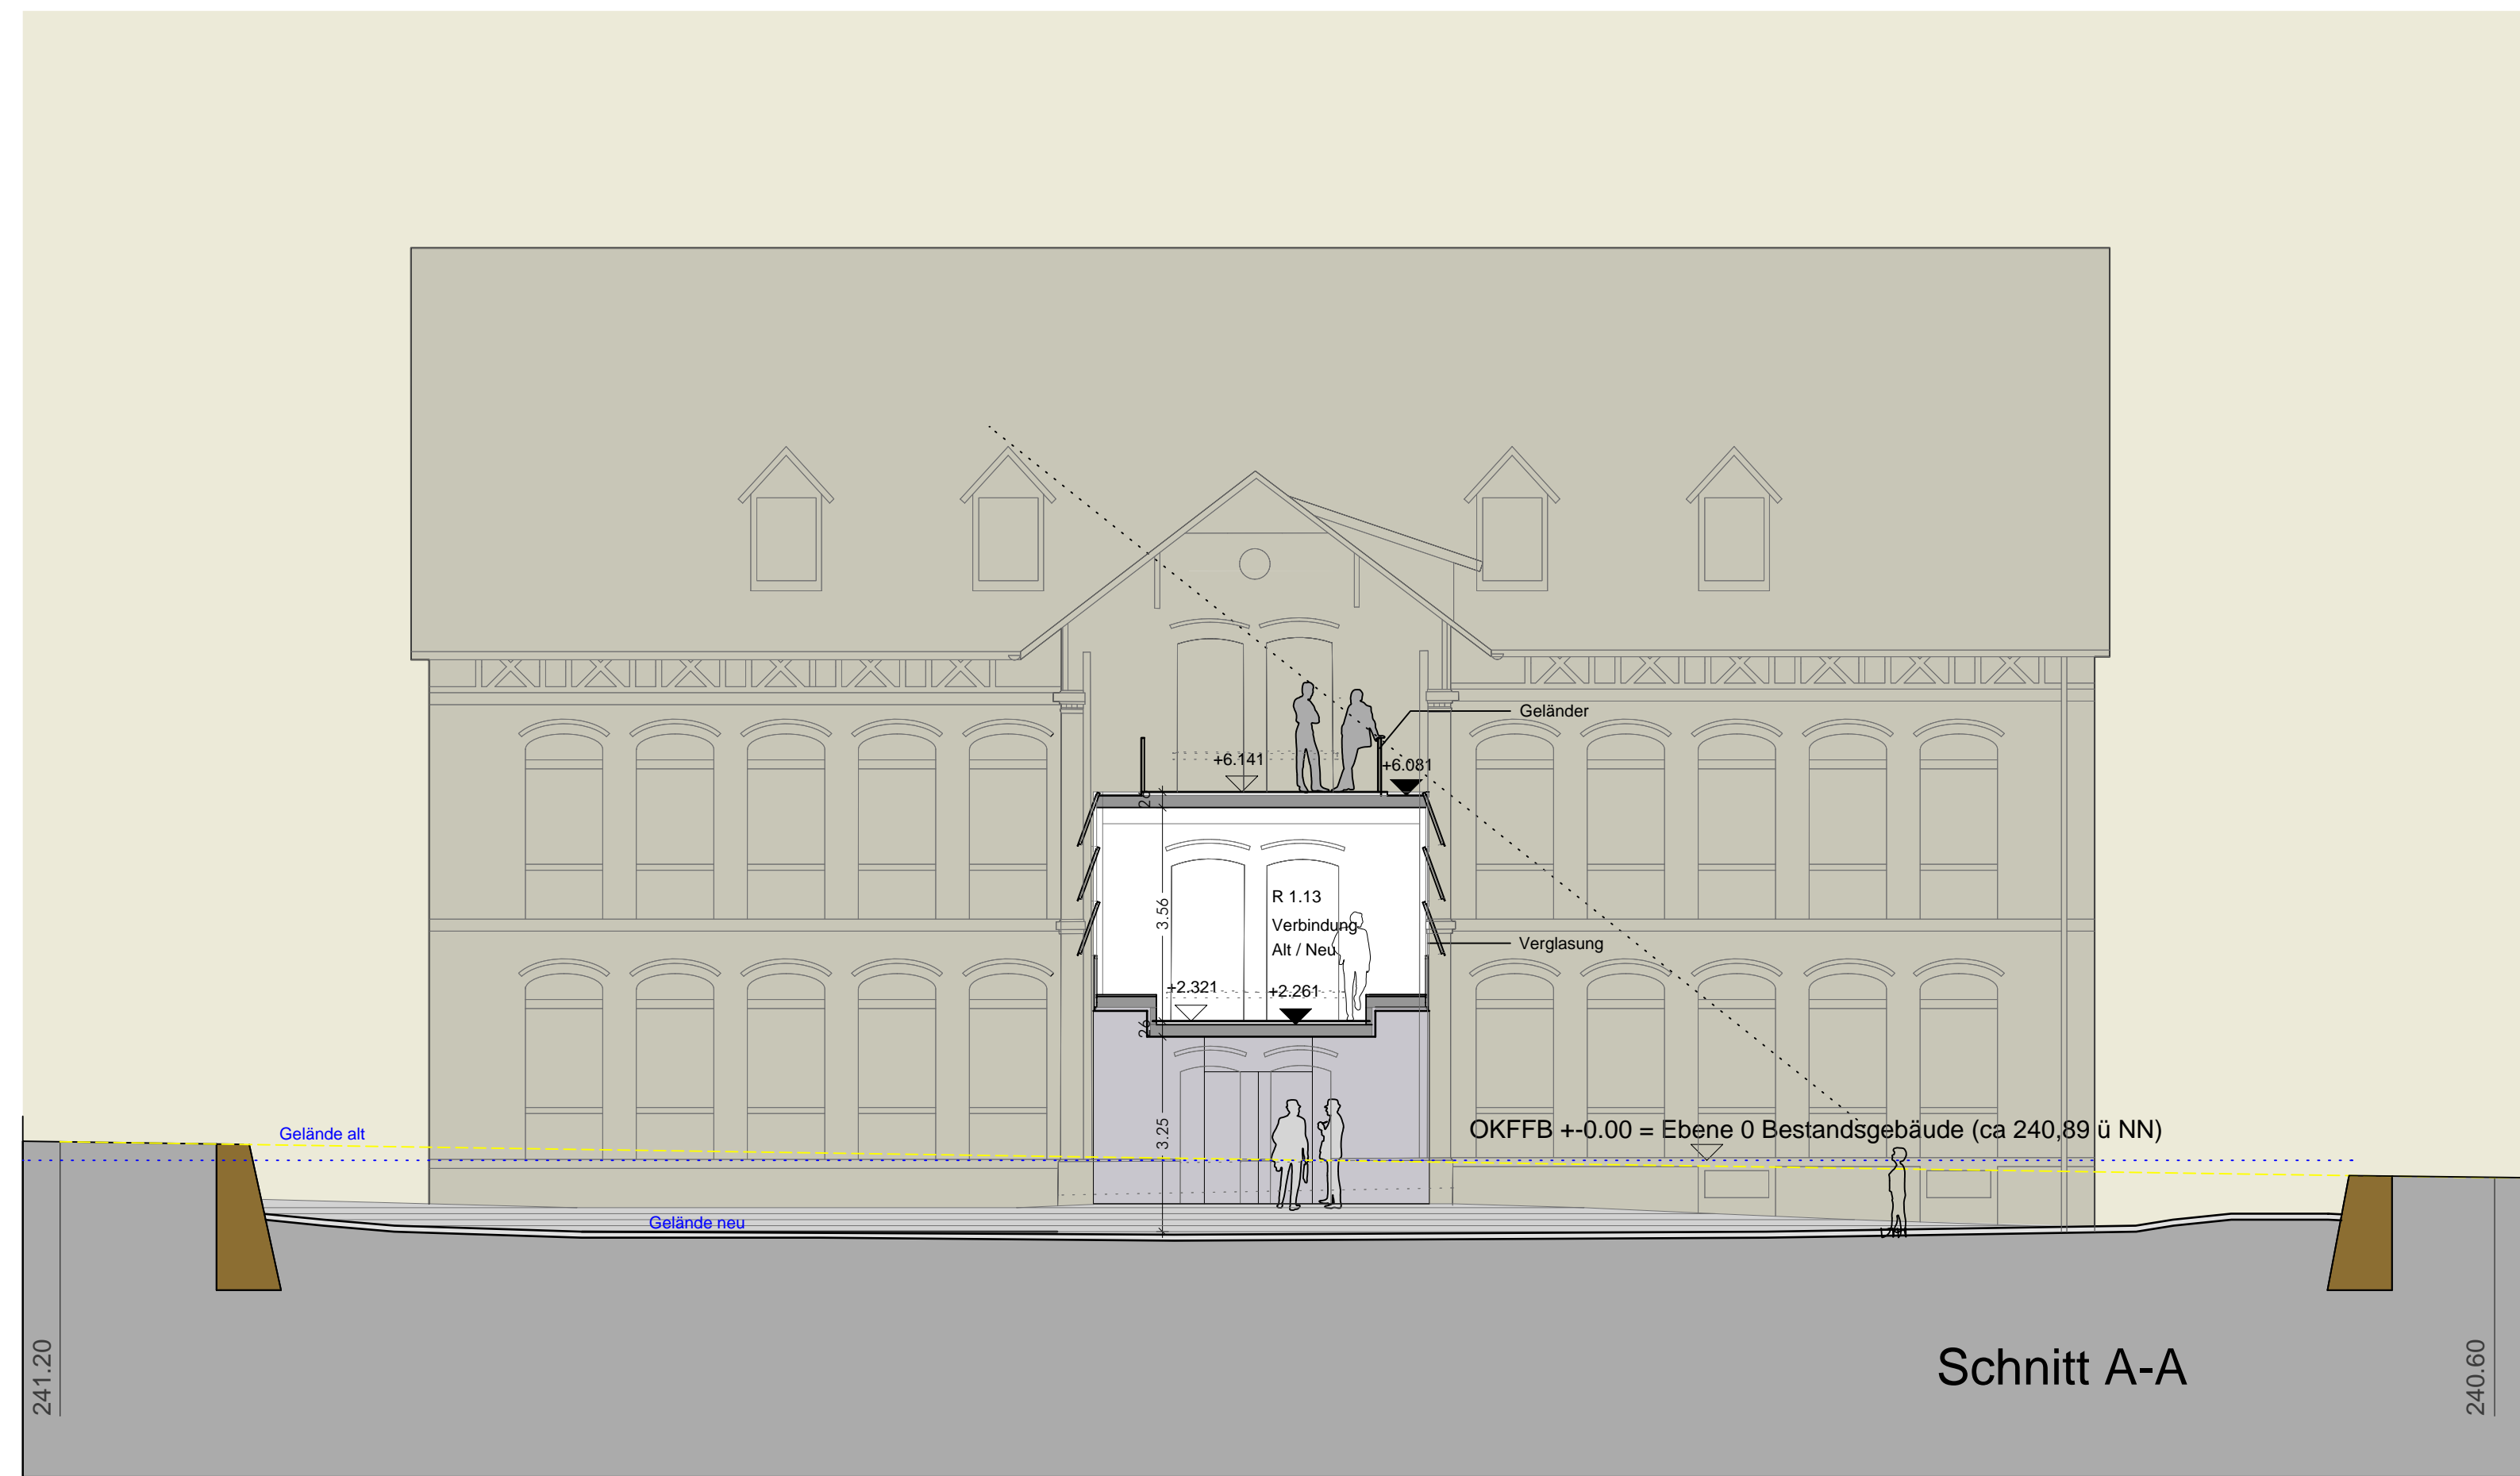 Geländer
+6.141
+6.081
26
3.56
R 1.13
Verbindung
Alt / Neu
Verglasung
+2.321
+2.261
26
3.25
Gelände alt
OKFFB +-0.00 = Ebene 0 Bestandsgebäude (ca 240,89 ü NN)
Gelände neu
241.20
Schnitt A-A
240.60